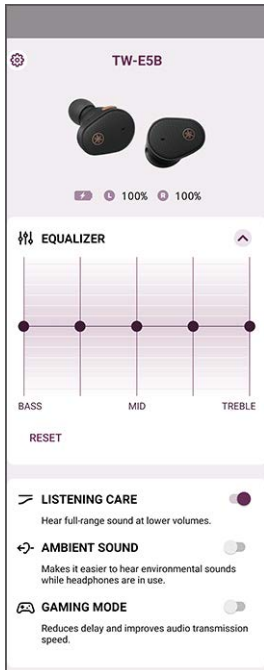 TW-E5B
L 100% R 100%
EQUALIZER
BASS MID TREBLE
RESET
LISTENING CARE
Hear full-range sound at lower volumes.
AMBIENT SOUND
Makes it easier to hear environmental sounds
while headphones are in use.
GAMING MODE
Reduces delay and improves audio transmission
speed.